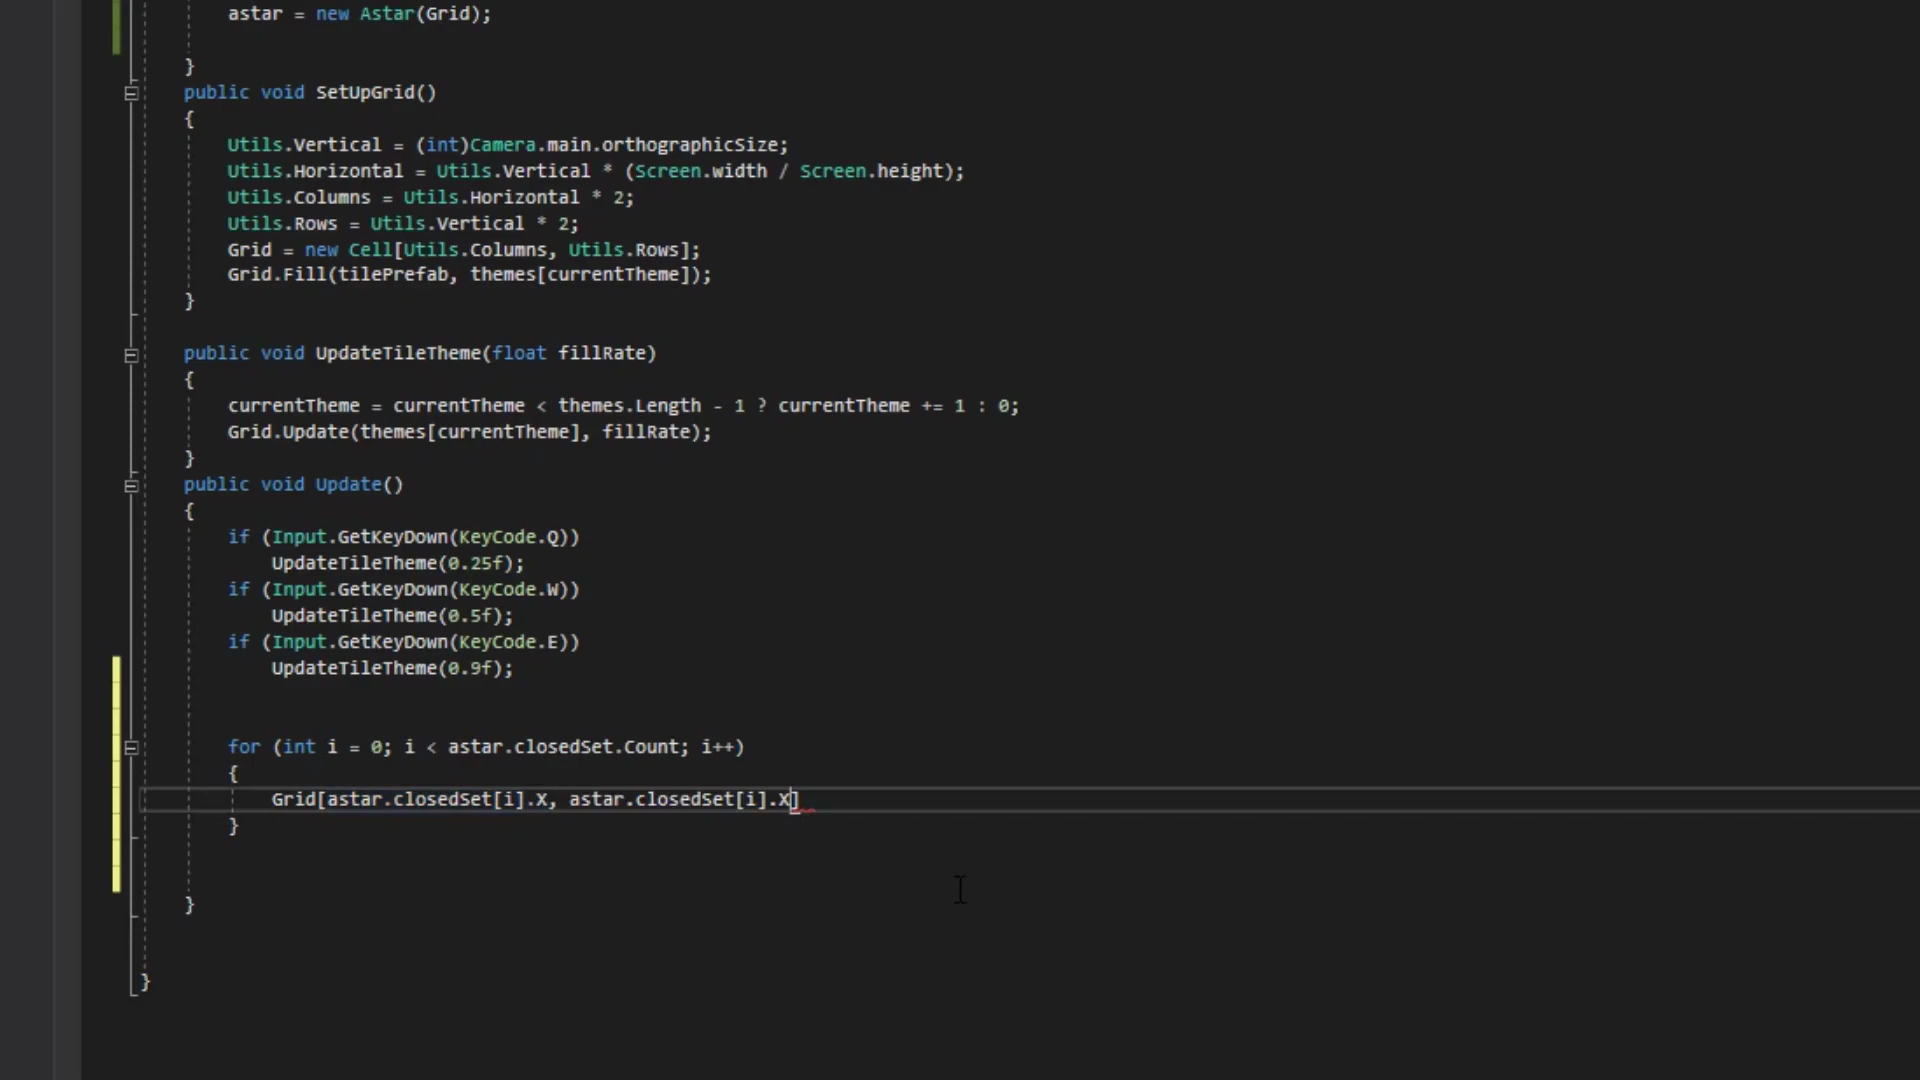 astar = new Astar(Grid);
}
public void SetUpGrid()
{
Utils.Vertical = (int)Camera.main.orthographicSize;
Utils.Horizontal = Utils.Vertical * (Screen.width / Screen.height);
Utils.Columns = Utils.Horizontal * 2;
Utils.Rows = Utils.Vertical * 2;
Grid = new Cell[Utils.Columns, Utils.Rows];
Grid.Fill(tilePrefab, themes[currentTheme]);
}
public void UpdateTileTheme(float fillRate)
{
currentTheme = currentTheme < themes.Length - 1 ? currentTheme += 1 : 0;
Grid.Update(themes[currentTheme], fillRate);
}
public void Update()
{
if (Input.GetKeyDown(KeyCode.Q))
UpdateTileTheme(0.25f);
if (Input.GetKeyDown(KeyCode.W))
UpdateTileTheme(0.5f);
if (Input.GetKeyDown(KeyCode.E))
UpdateTileTheme(0.9f);
for (int i = 0; i < astar.closedSet.Count; i++)
{
Grid[astar.closedSet[i].X, astar.closedSet[i].X]
}
}
}